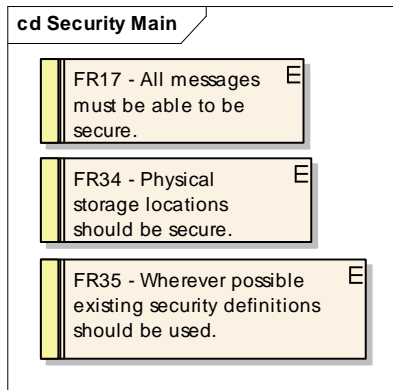 cd Security Main
FR17 - All messages E
must be able to be
secure.
FR34 - Physical E
storage locations
should be secure.
FR35 - Wherever possible E
existing security definitions
should be used.